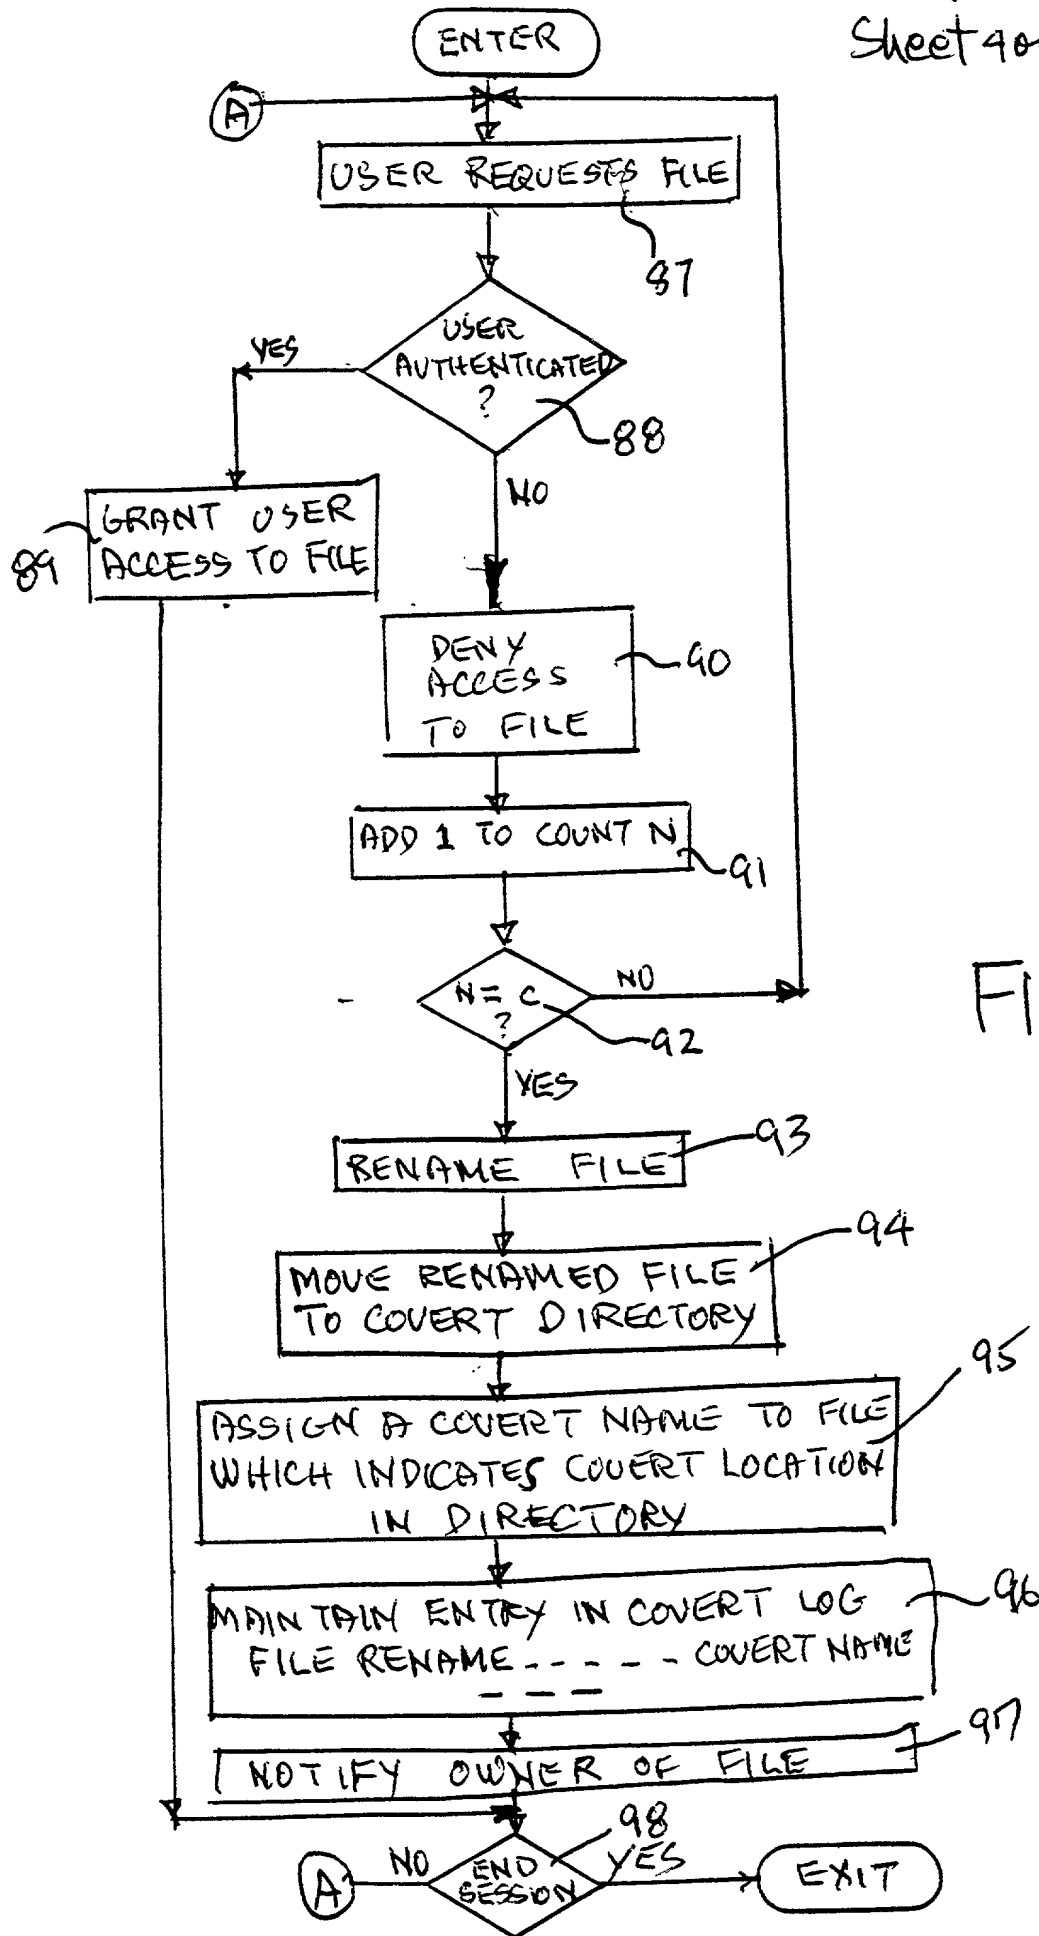 ENTER
Sheet 4 o
A
USER REQUESTS FILE
87
USER
AUTHENTICATED
?
YES
88
NO
GRANT USER
ACCESS TO FILE
89
DENY
ACCESS
TO FILE
90
ADD 1 TO COUNT N
91
N = C
?
NO
92
YES
FI
RENAME FILE
93
MOVE RENAMED FILE
TO COVERT DIRECTORY
94
ASSIGN A COVERT NAME TO FILE
WHICH INDICATES COVERT LOCATION
IN DIRECTORY
95
MAINTAIN ENTRY IN COVERT LOG
FILE RENAME - - - - - COVERT NAME
- - -
96
NOTIFY OWNER OF FILE
97
98
A
NO
END
SESSION
YES
EXIT